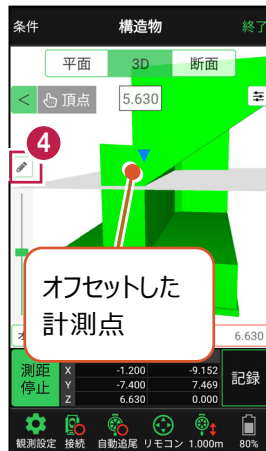 条件 構造物 終了
平面 3D 断面
< 頂点 5.630
4
オフセットした
計測点
6.630
測距
停止
X -1.200 -9.152
Y -7.400 7.469
Z 6.630 0.000
記録
観測設定 接続 自動追尾 リモコン 1.000m 80%